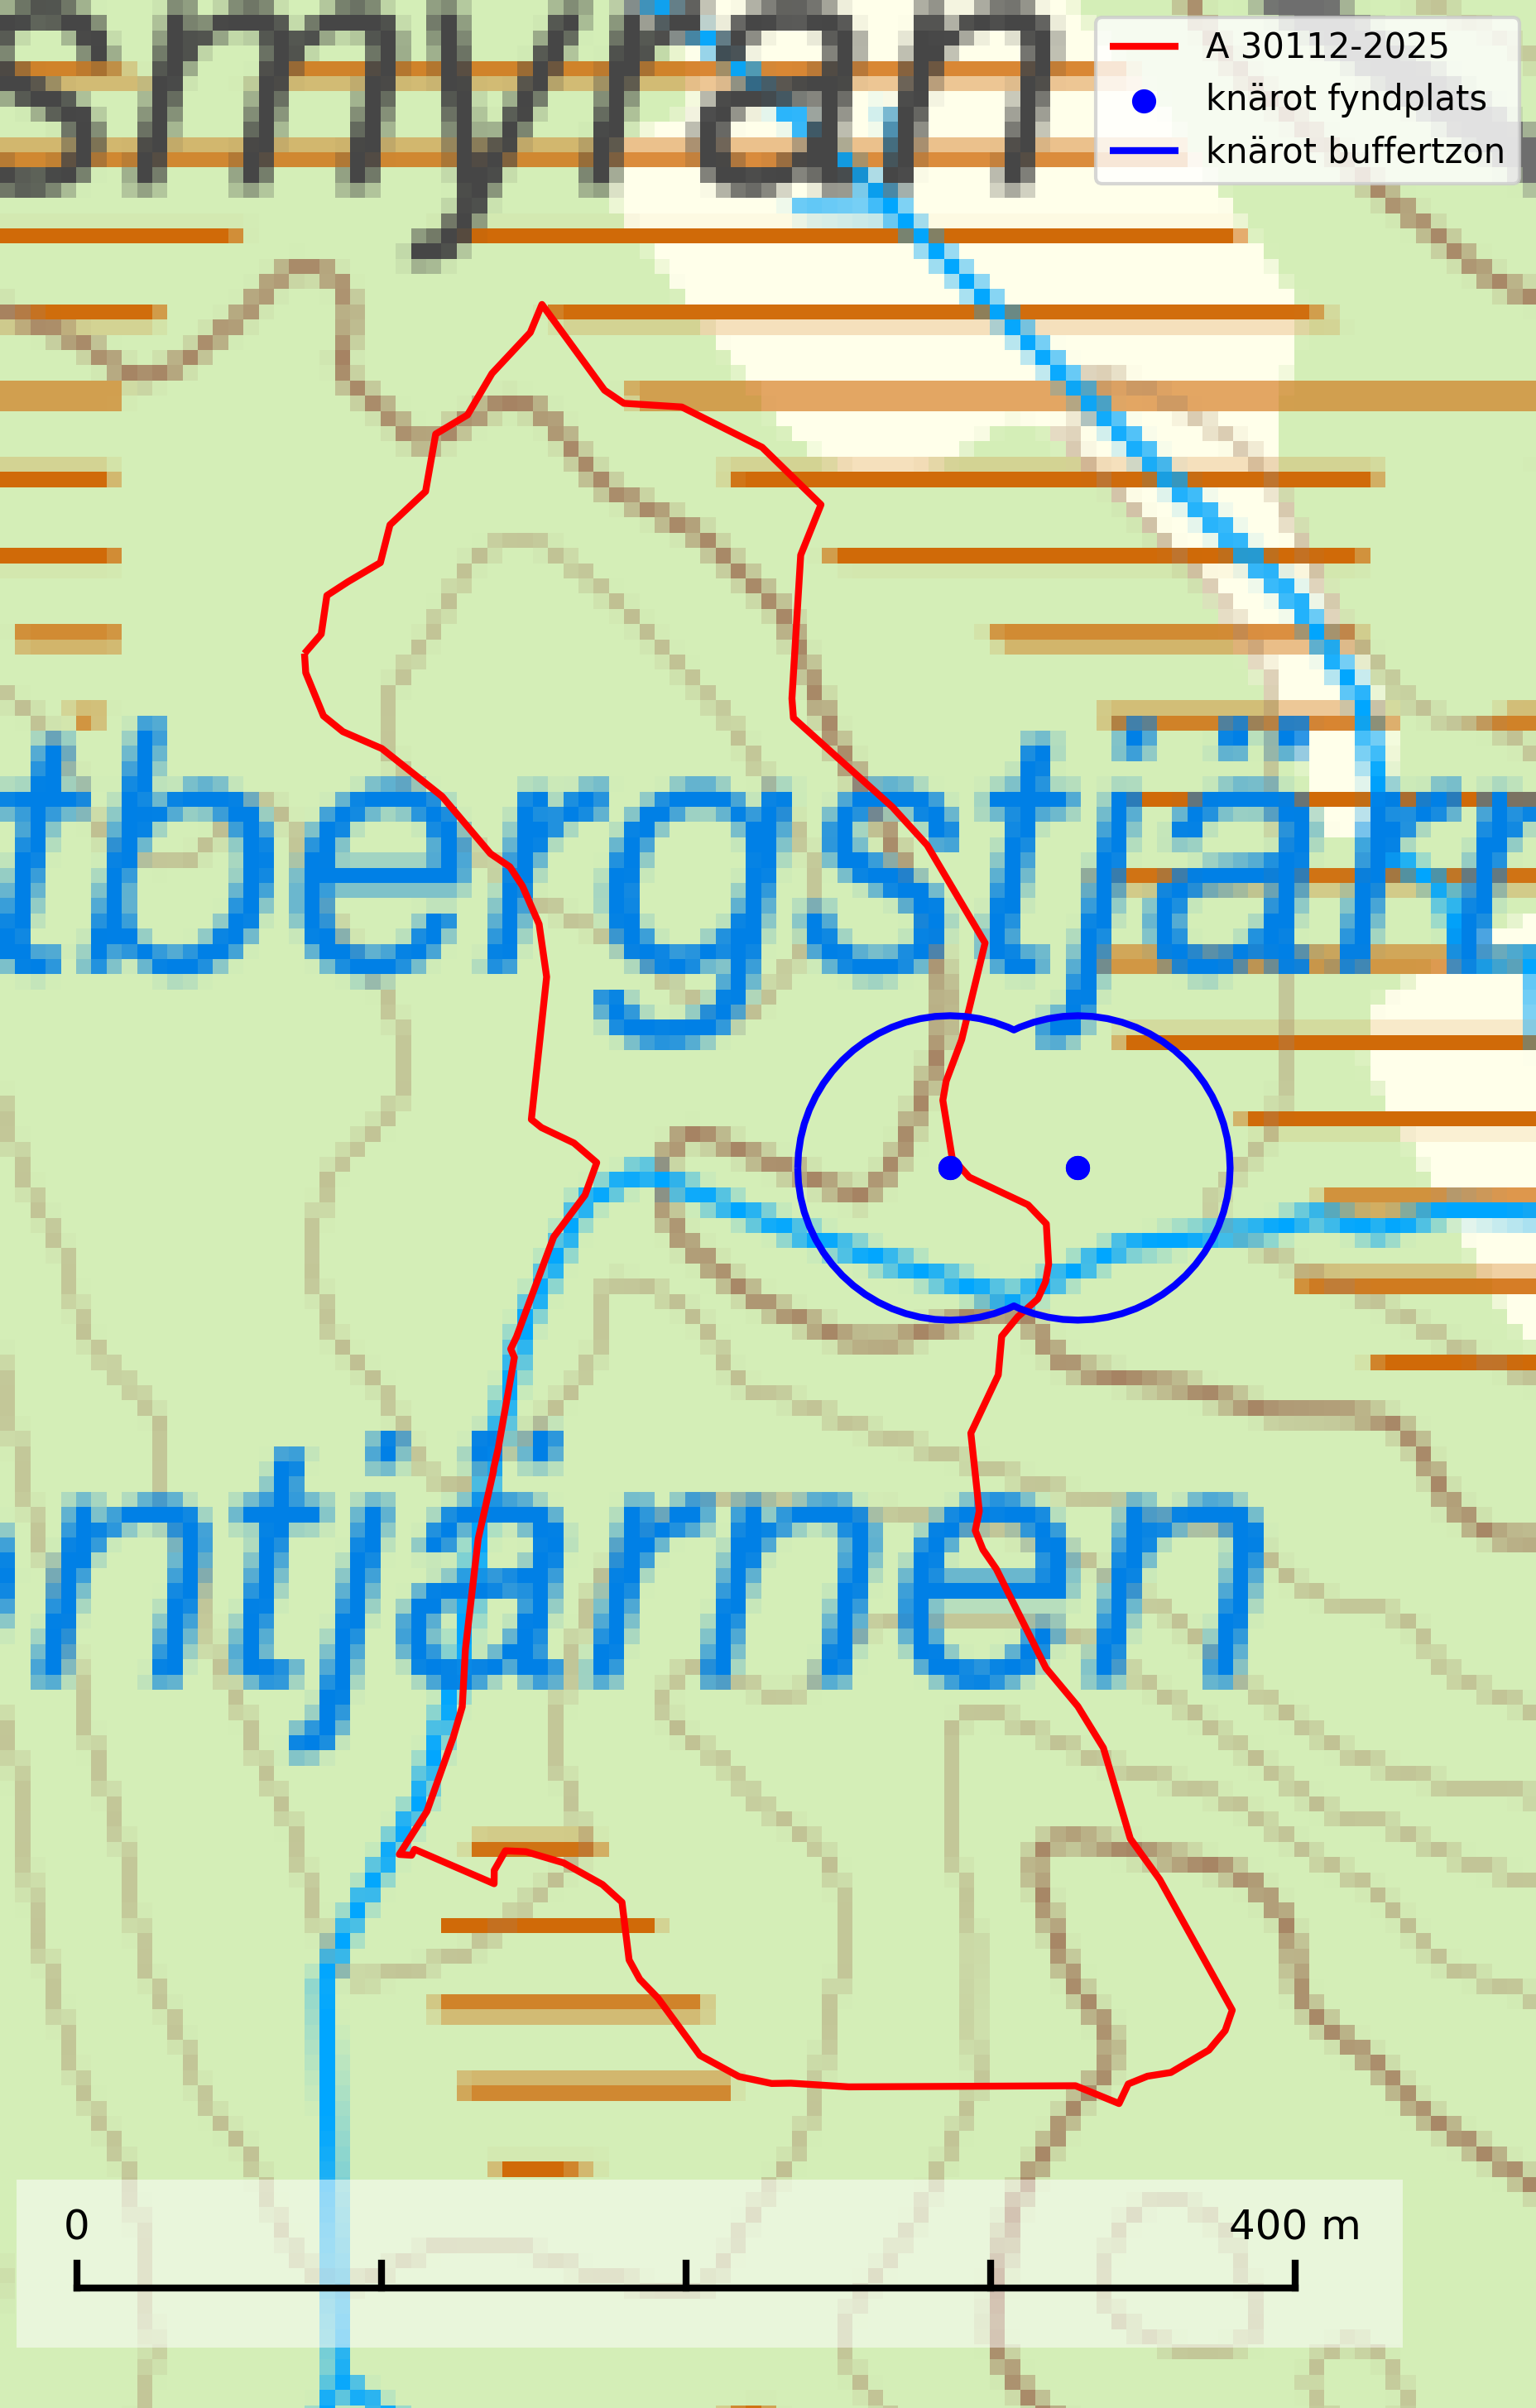 smyran
A 30112-2025
knärot fyndplats
knärot buffertzon
tbergstjärn
ntjärnen
0 400 m